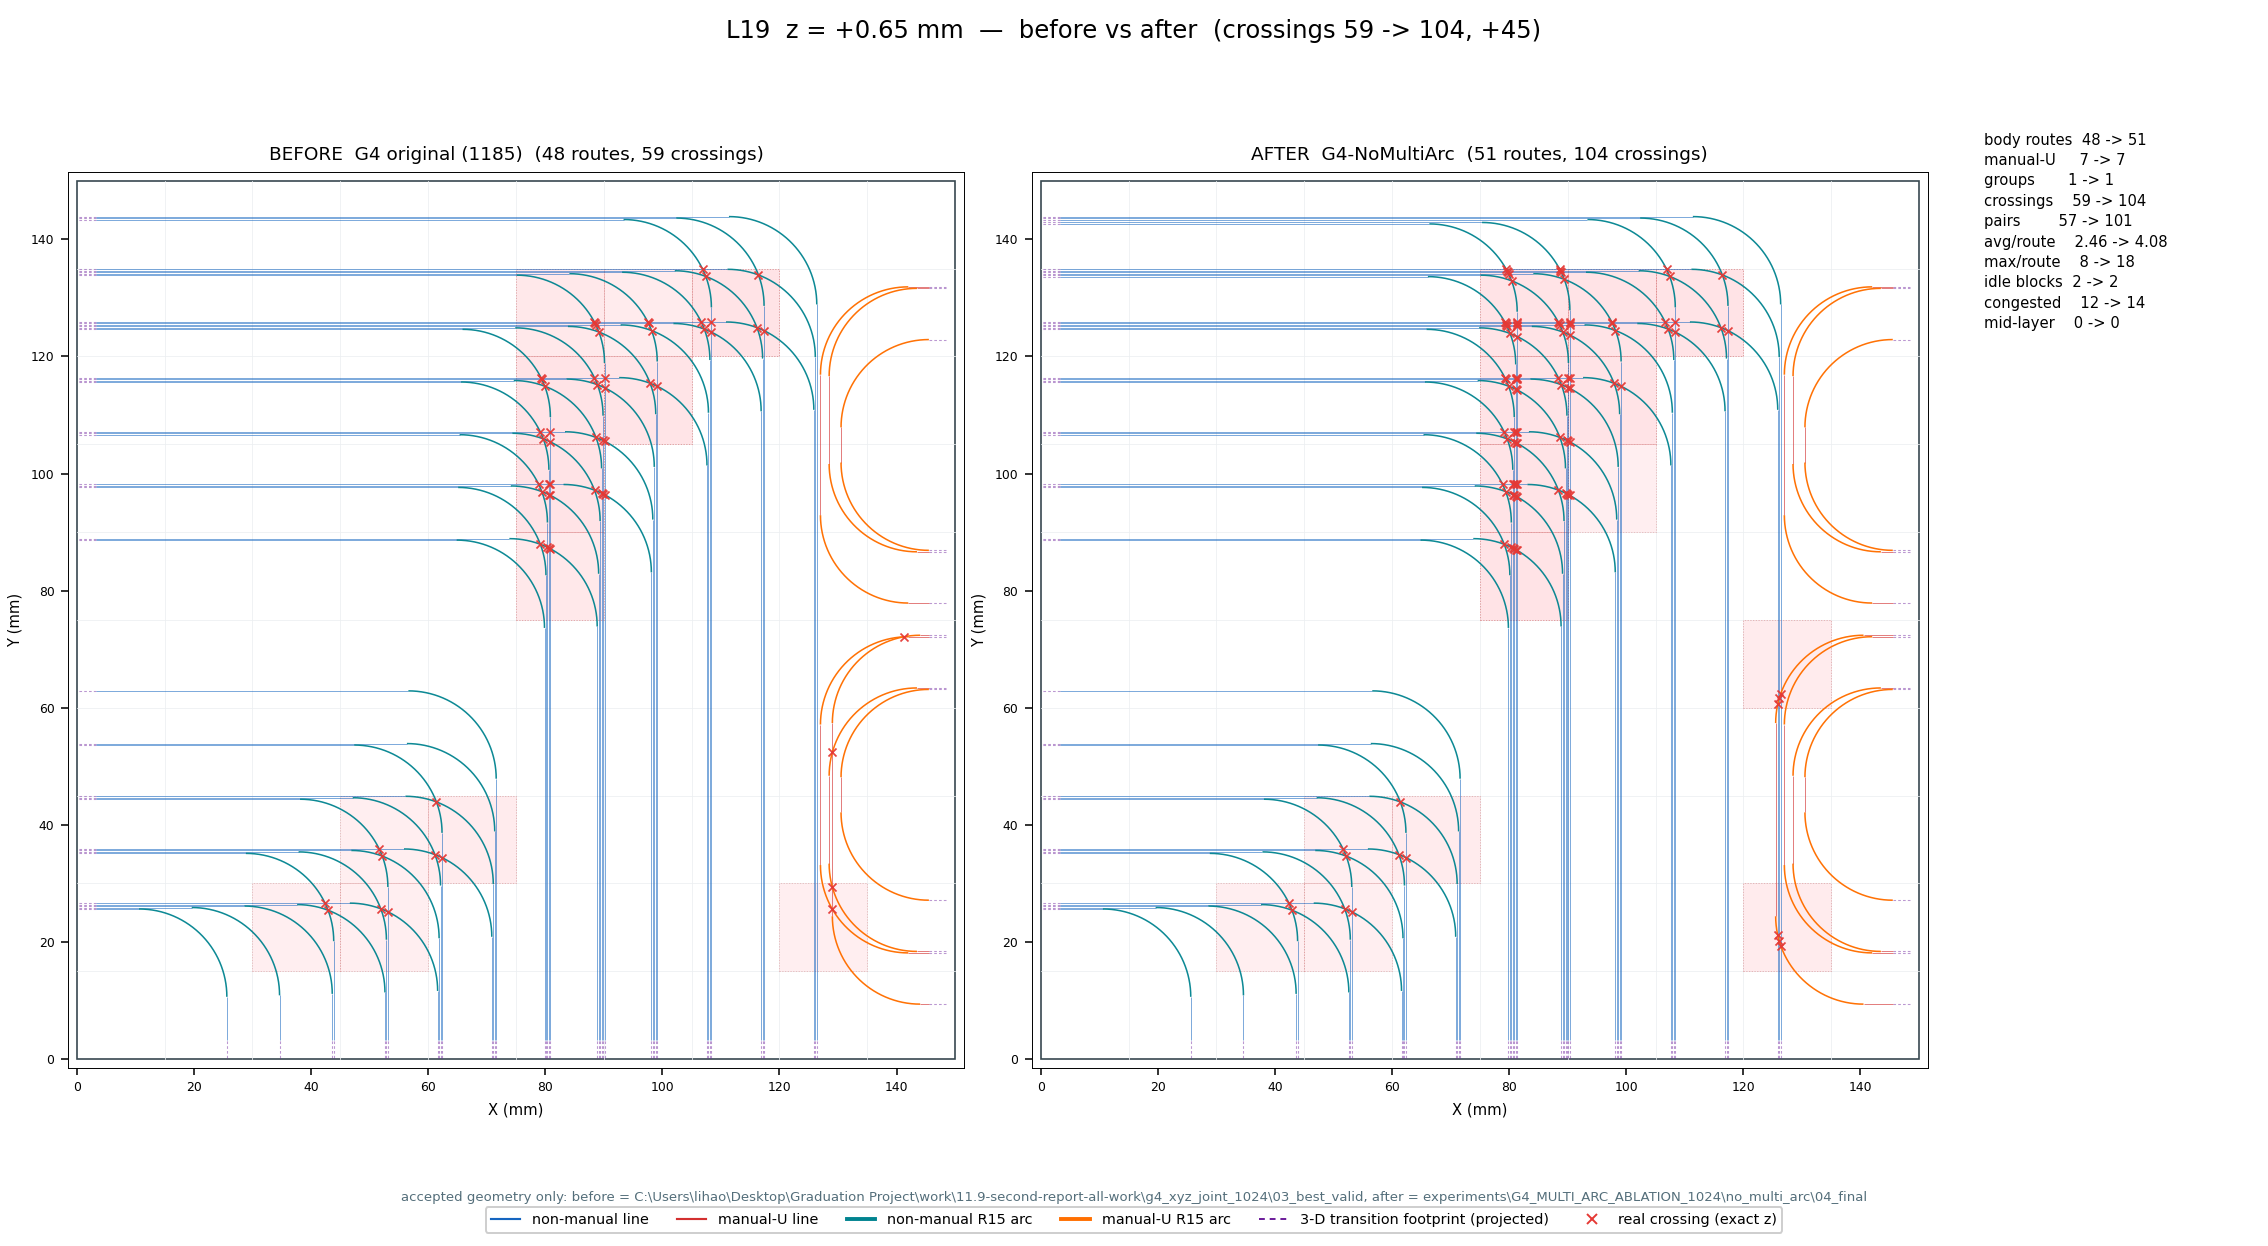 L19  z = +0.65 mm  —  before vs after  (crossings 59 -> 104, +45)
BEFORE  G4 original (1185)  (48 routes, 59 crossings)
AFTER  G4-NoMultiArc  (51 routes, 104 crossings)
body routes  48 -> 51
manual-U  7 -> 7
groups  1 -> 1
crossings  59 -> 104
pairs  57 -> 101
avg/route  2.46 -> 4.08
max/route  8 -> 18
idle blocks  2 -> 2
congested  12 -> 14
mid-layer  0 -> 0
Y (mm)
140
120
100
80
60
40
20
0
0 20 40 60 80 100 120 140
X (mm)
Y (mm)
140
120
100
80
60
40
20
0
0 20 40 60 80 100 120 140
X (mm)
accepted geometry only: before = C:\Users\lihao\Desktop\Graduation Project\work\11.9-second-report-all-work\g4_xyz_joint_1024\03_best_valid, after = experiments\G4_MULTI_ARC_ABLATION_1024\no_multi_arc\04_final
non-manual line  manual-U line  non-manual R15 arc  manual-U R15 arc  3-D transition footprint (projected)  real crossing (exact z)